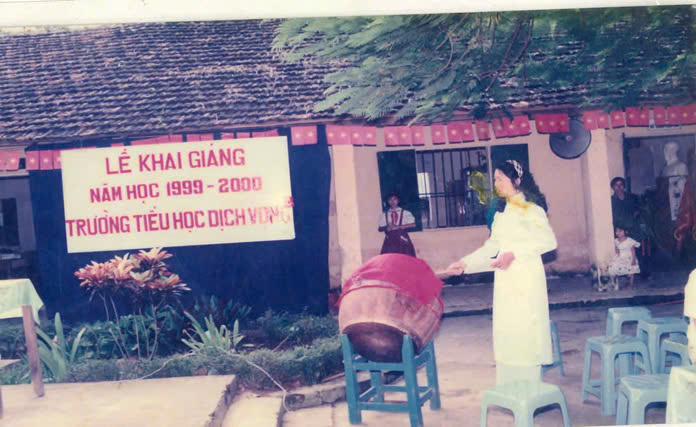 LỄ KHAI GIẢNG
NĂM HỌC 1999 - 2000
TRƯỜNG TIỂU HỌC DỊCH VỌNG